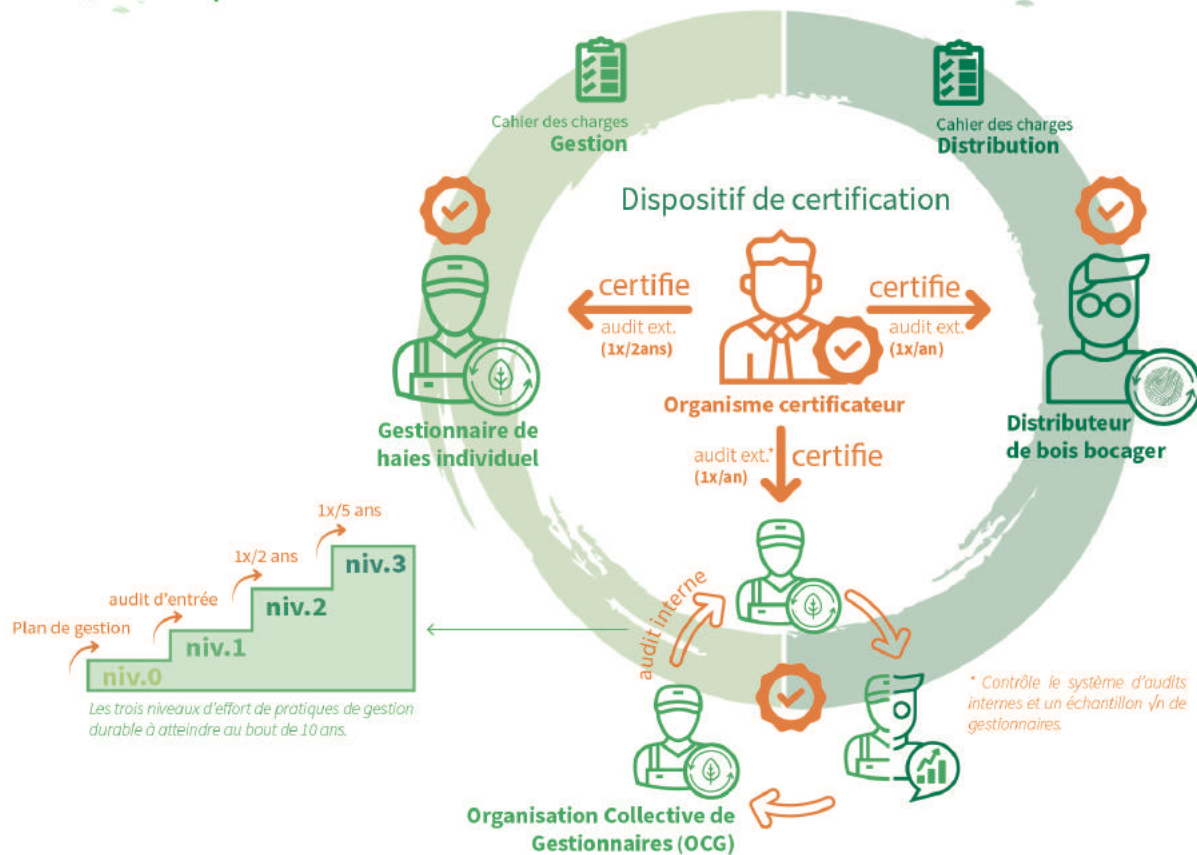 Cahier des charges
Gestion
Cahier des charges
Distribution
Dispositif de certification
certifie
audit ext.
(1x/2ans)
certifie
audit ext.
(1x/an)
Organisme certificateur
Gestionnaire de
haies individuel
Distributeur
de bois bocager
audit ext.*
(1x/an)
certifie
1x/5 ans
1x/2 ans
audit d'entrée
Plan de gestion
niv.3
niv.2
niv.1
niv.0
Les trois niveaux d'effort de pratiques de gestion
durable à atteindre au bout de 10 ans.
audit interne
* Contrôle le système d'audits
internes et un échantillon √n de
gestionnaires.
Organisation Collective de
Gestionnaires (OCG)